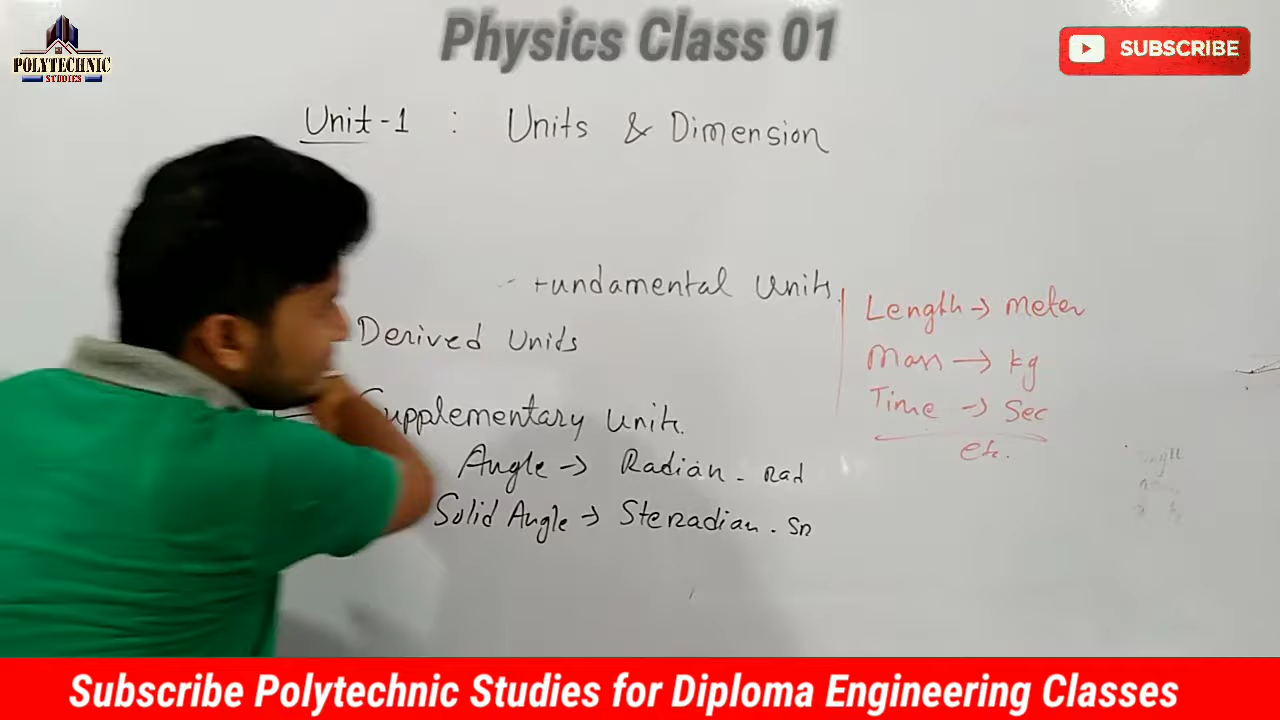 POLYTECHNIC
STUDIES
Physics Class 01
SUBSCRIBE
Unit-1 : Units & Dimension
Fundamental Units
Length → meter
Derived Units
Mass → kg
Supplementary Unit.
Time → Sec
etc.
Angle → Radian - rad
Solid Angle → Steradian - Sr
Subscribe Polytechnic Studies for Diploma Engineering Classes